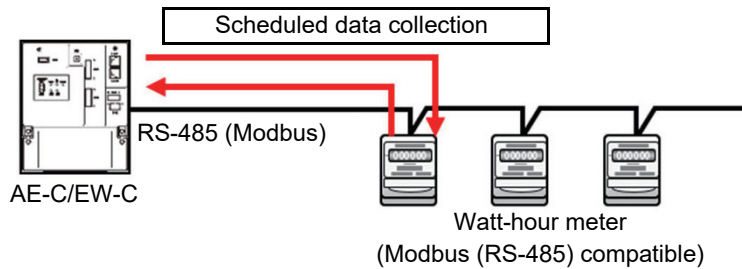 Scheduled data collection
RS-485 (Modbus)
AE-C/EW-C
Watt-hour meter
(Modbus (RS-485) compatible)